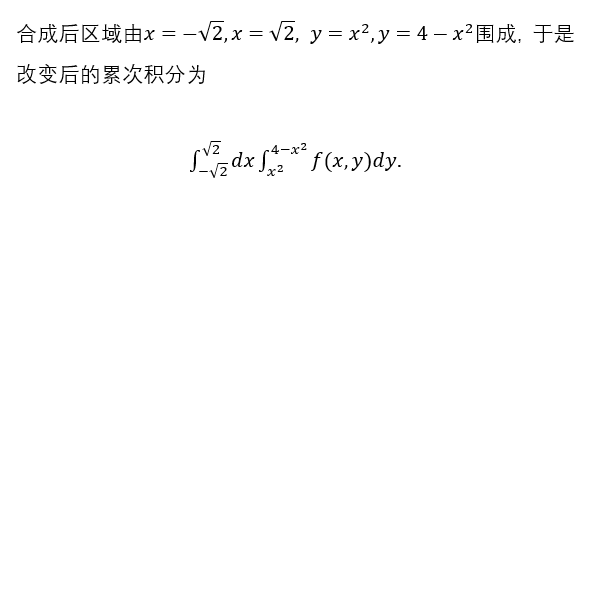 合成后区域由x = −√2, x = √2, y = x², y = 4 − x²围成, 于是
改变后的累次积分为
∫_{−√2}^{√2} dx ∫_{x²}^{4−x²} f(x, y)dy.